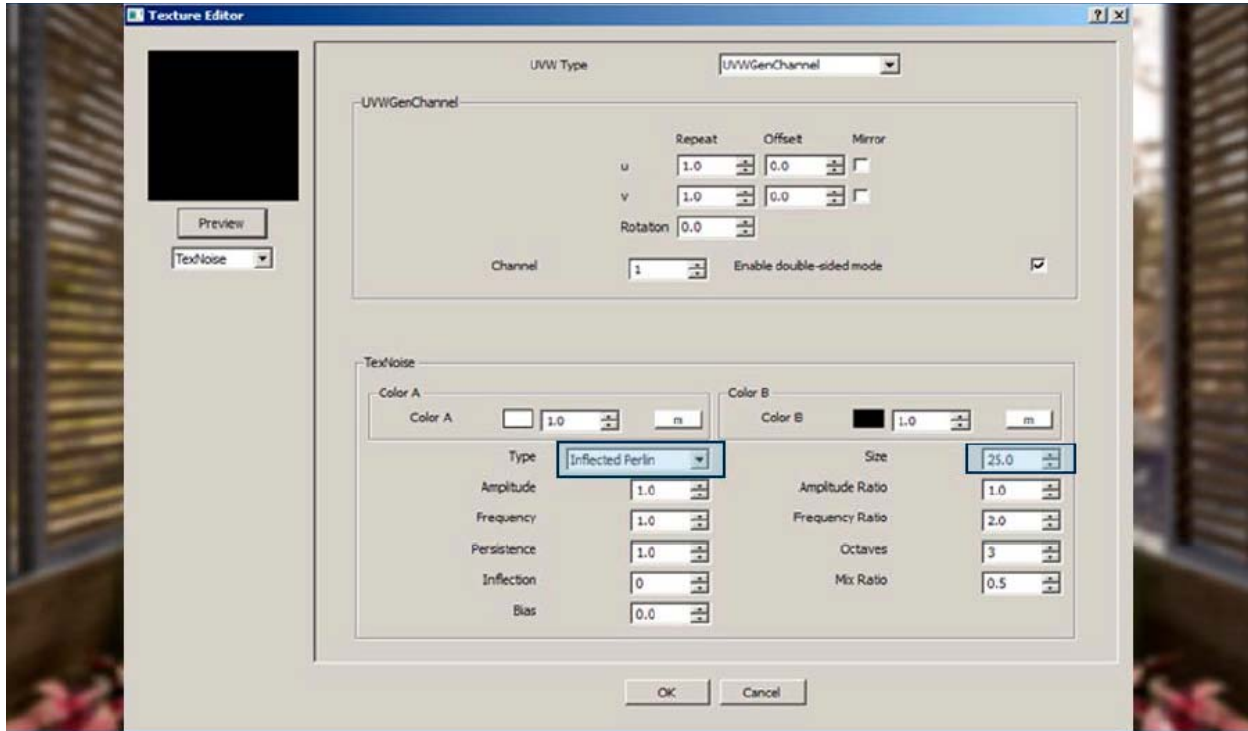 Texture Editor
UVW Type UVWGenChannel
UVWGenChannel
Repeat Offset Mirror
u 1.0 0.0
v 1.0 0.0
Preview
Rotation 0.0
TexNoise
Channel 1 Enable double-sided mode
TexNoise
Color A Color B
Color A 1.0 m Color B 1.0 m
Type Inflected Perlin Size 25.0
Amplitude 1.0 Amplitude Ratio 1.0
Frequency 1.0 Frequency Ratio 2.0
Persistence 1.0 Octaves 3
Inflection 0 Mix Ratio 0.5
Bias 0.0
OK Cancel